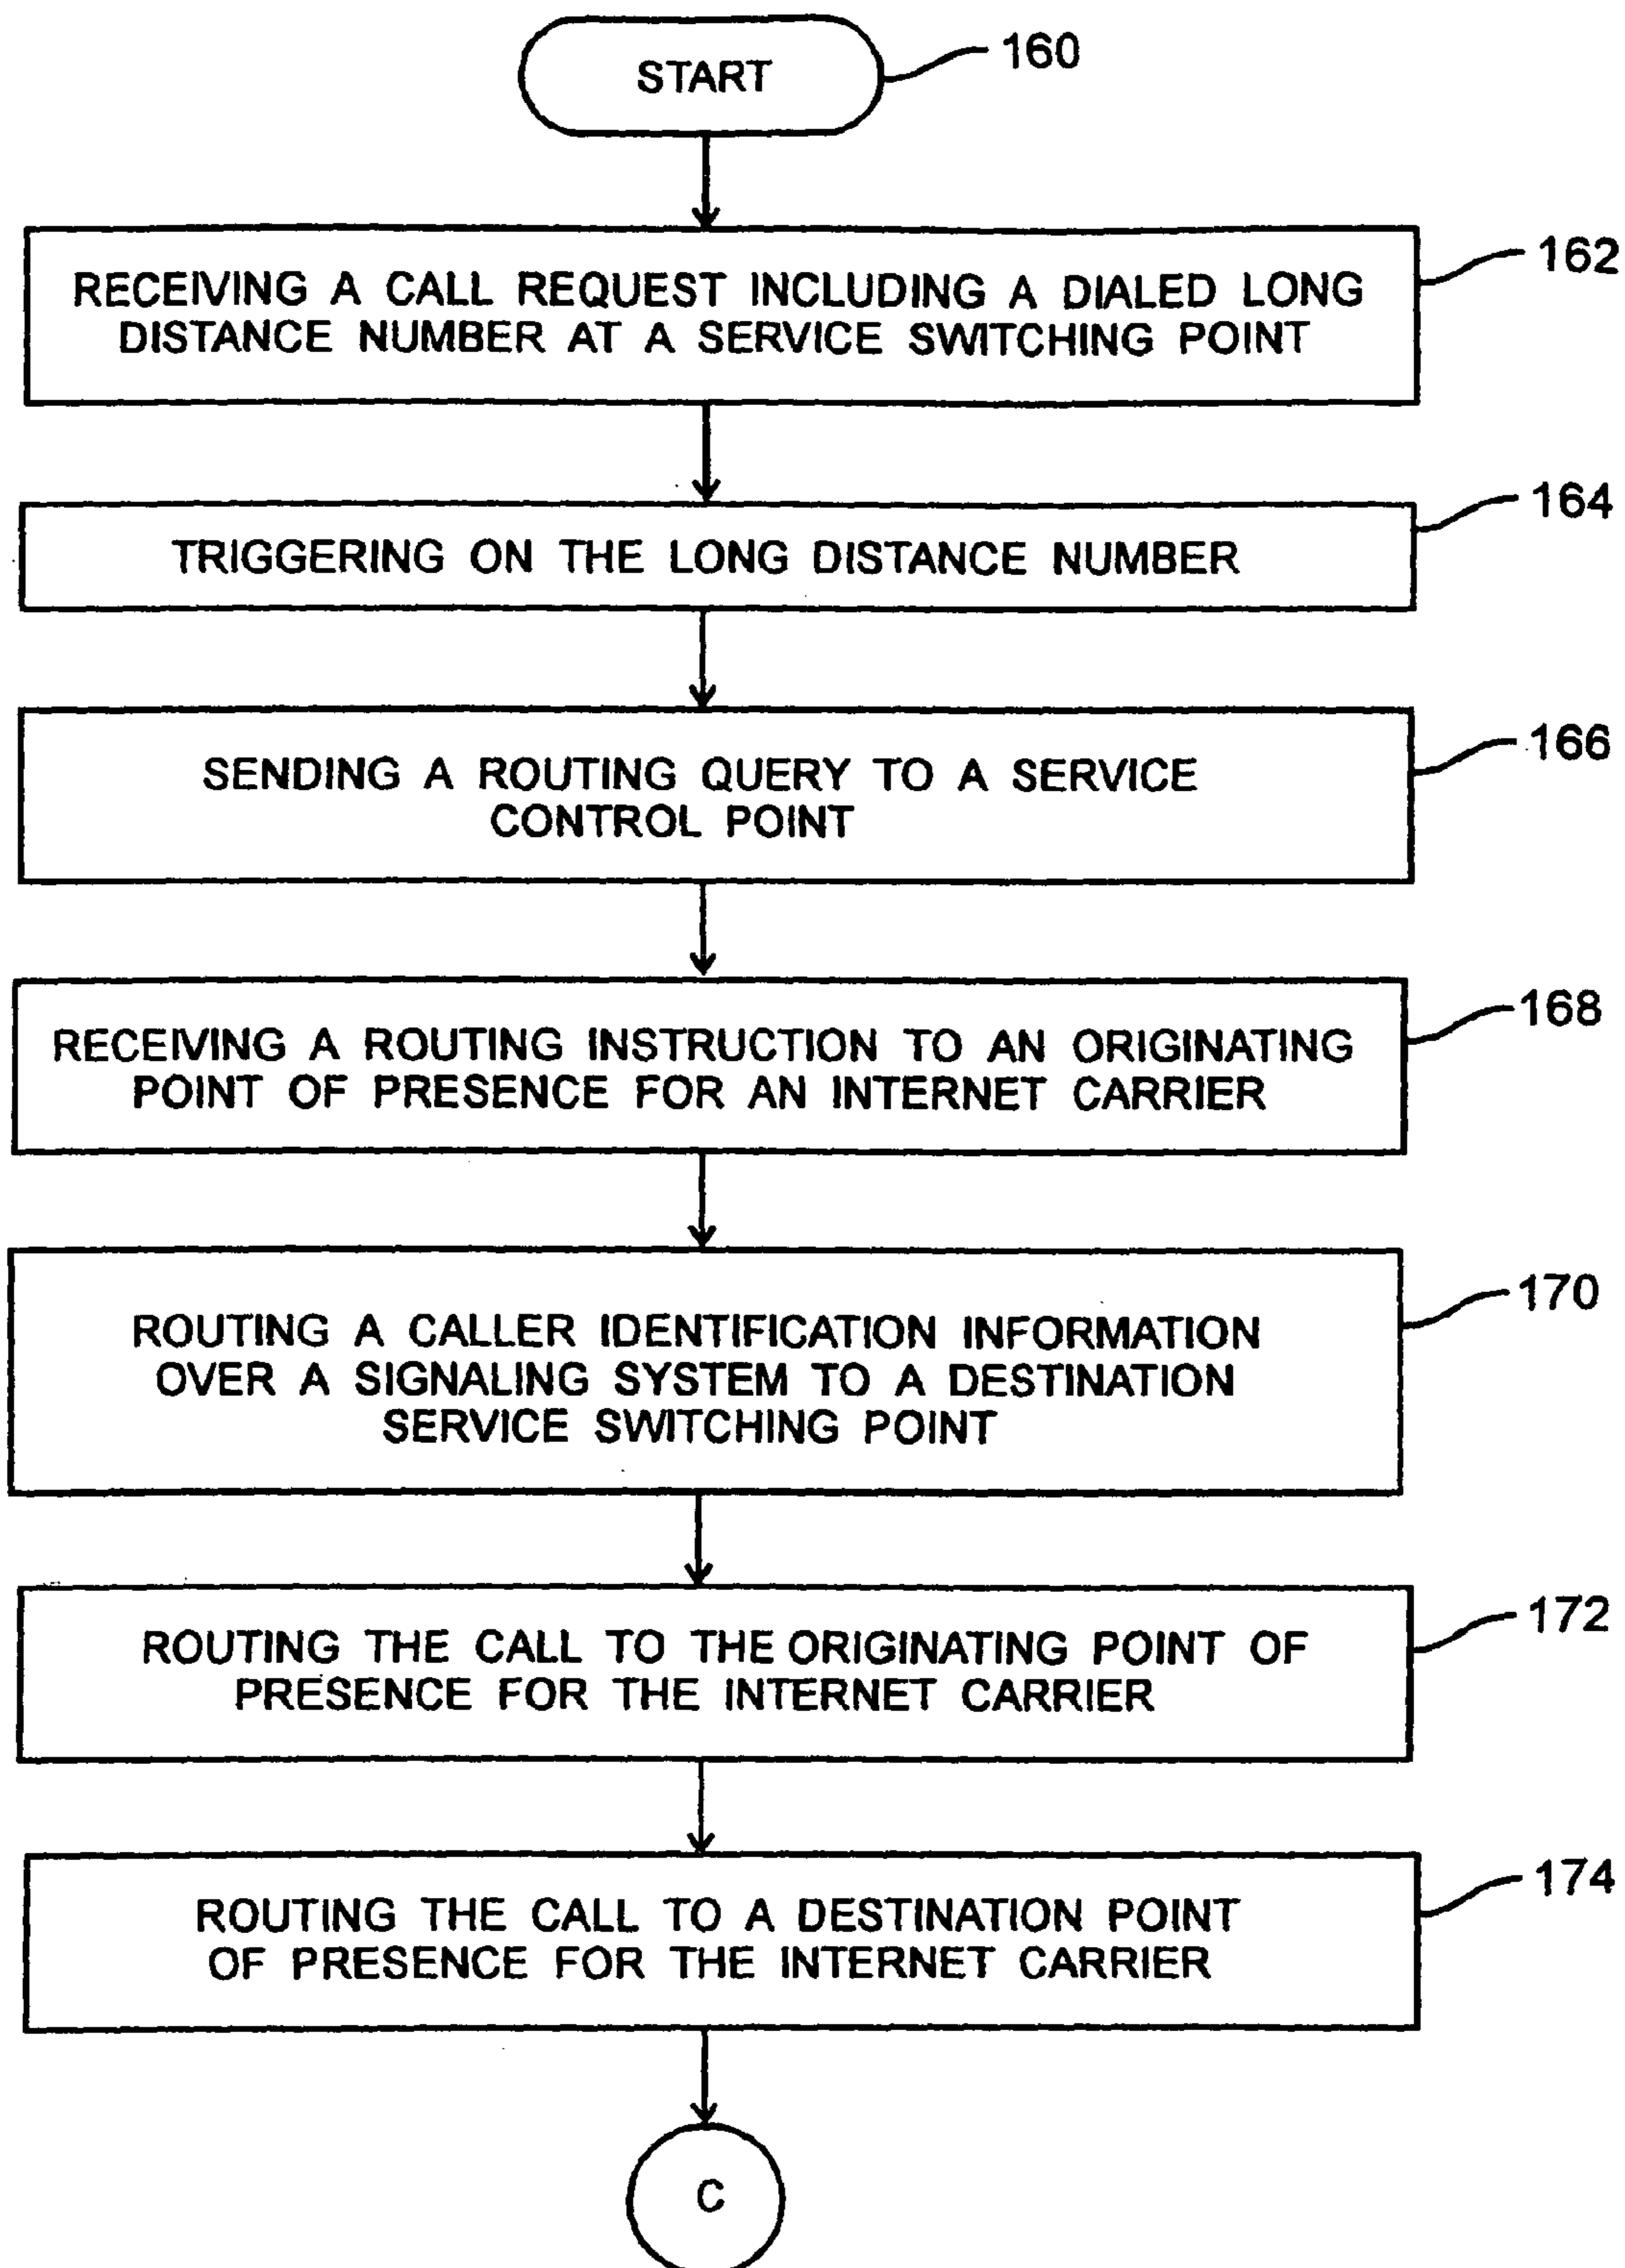 START
160
RECEIVING A CALL REQUEST INCLUDING A DIALED LONG
DISTANCE NUMBER AT A SERVICE SWITCHING POINT
162
TRIGGERING ON THE LONG DISTANCE NUMBER
164
SENDING A ROUTING QUERY TO A SERVICE
CONTROL POINT
166
RECEIVING A ROUTING INSTRUCTION TO AN ORIGINATING
POINT OF PRESENCE FOR AN INTERNET CARRIER
168
ROUTING A CALLER IDENTIFICATION INFORMATION
OVER A SIGNALING SYSTEM TO A DESTINATION
SERVICE SWITCHING POINT
170
ROUTING THE CALL TO THE ORIGINATING POINT OF
PRESENCE FOR THE INTERNET CARRIER
172
ROUTING THE CALL TO A DESTINATION POINT
OF PRESENCE FOR THE INTERNET CARRIER
174
C